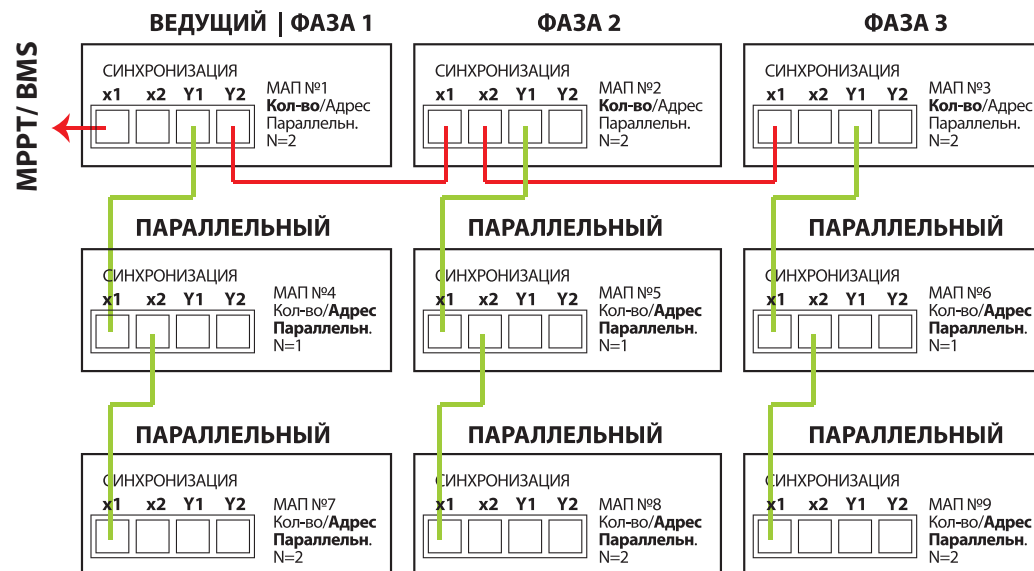 ВЕДУЩИЙ | ФАЗА 1
ФАЗА 2
ФАЗА 3
MPPT/ BMS
СИНХРОНИЗАЦИЯ
x1 x2 Y1 Y2
МАП №1
Кол-во/Адрес
Параллельн.
N=2
СИНХРОНИЗАЦИЯ
x1 x2 Y1 Y2
МАП №2
Кол-во/Адрес
Параллельн.
N=2
СИНХРОНИЗАЦИЯ
x1 x2 Y1 Y2
МАП №3
Кол-во/Адрес
Параллельн.
N=2
ПАРАЛЛЕЛЬНЫЙ
ПАРАЛЛЕЛЬНЫЙ
ПАРАЛЛЕЛЬНЫЙ
СИНХРОНИЗАЦИЯ
x1 x2 Y1 Y2
МАП №4
Кол-во/Адрес
Параллельн.
N=1
СИНХРОНИЗАЦИЯ
x1 x2 Y1 Y2
МАП №5
Кол-во/Адрес
Параллельн.
N=1
СИНХРОНИЗАЦИЯ
x1 x2 Y1 Y2
МАП №6
Кол-во/Адрес
Параллельн.
N=1
ПАРАЛЛЕЛЬНЫЙ
ПАРАЛЛЕЛЬНЫЙ
ПАРАЛЛЕЛЬНЫЙ
СИНХРОНИЗАЦИЯ
x1 x2 Y1 Y2
МАП №7
Кол-во/Адрес
Параллельн.
N=2
СИНХРОНИЗАЦИЯ
x1 x2 Y1 Y2
МАП №8
Кол-во/Адрес
Параллельн.
N=2
СИНХРОНИЗАЦИЯ
x1 x2 Y1 Y2
МАП №9
Кол-во/Адрес
Параллельн.
N=2